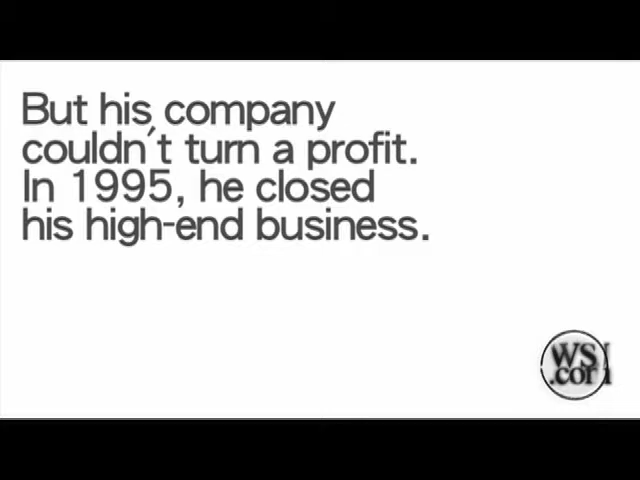 But his company
couldn't turn a profit.
In 1995, he closed
his high-end business.
WSJ
.com